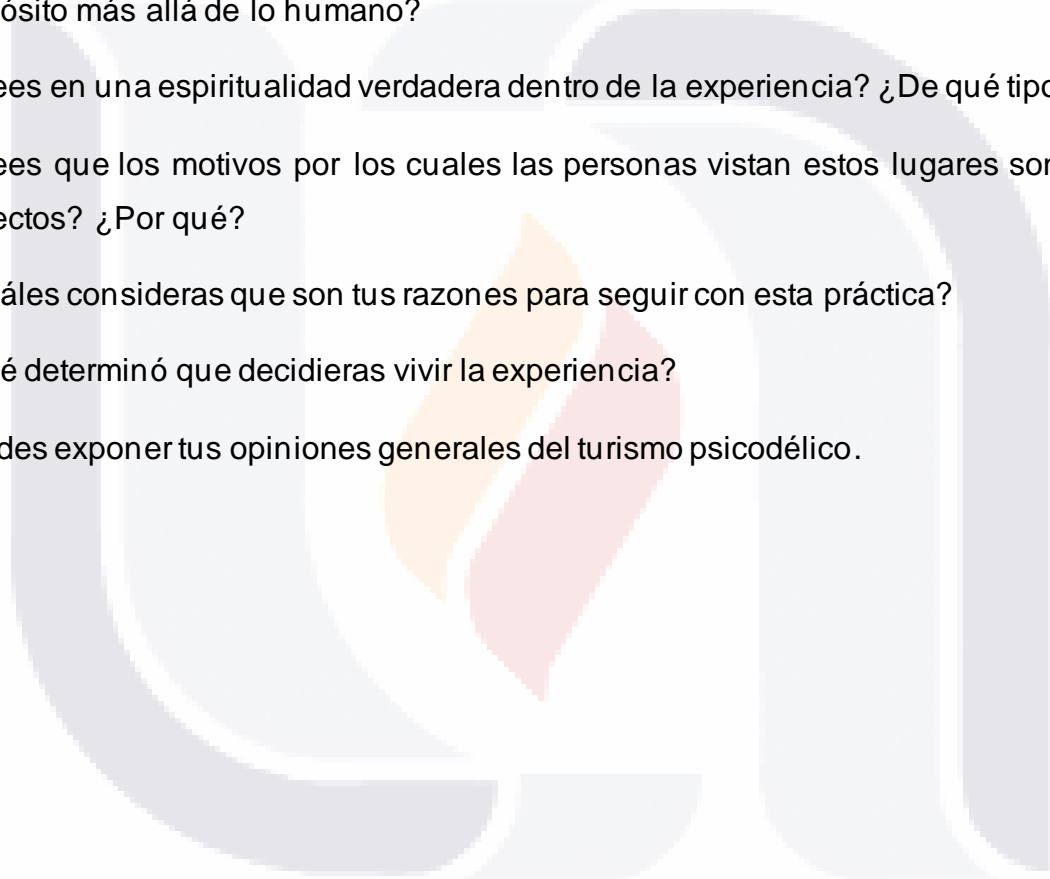 ósito más allá de lo humano?
ees en una espiritualidad verdadera dentro de la experiencia? ¿De qué tipo
ees que los motivos por los cuales las personas vistan estos lugares son
ectos? ¿Por qué?
áles consideras que son tus razones para seguir con esta práctica?
é determinó que decidieras vivir la experiencia?
des exponer tus opiniones generales del turismo psicodélico.